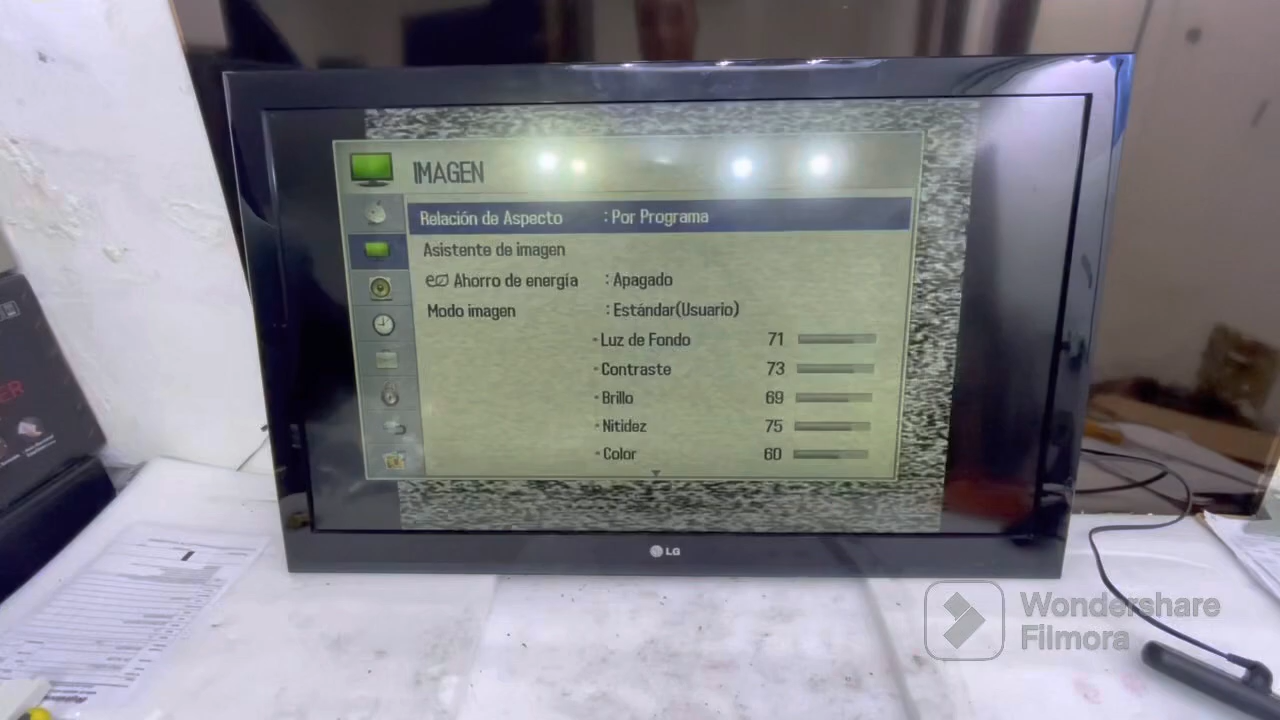 IMAGEN
Relación de Aspecto : Por Programa
Asistente de imagen
Ahorro de energía : Apagado
Modo imagen : Estándar(Usuario)
Luz de Fondo 71
Contraste 73
Brillo 69
Nitidez 75
Color 60
LG
Wondershare
Filmora